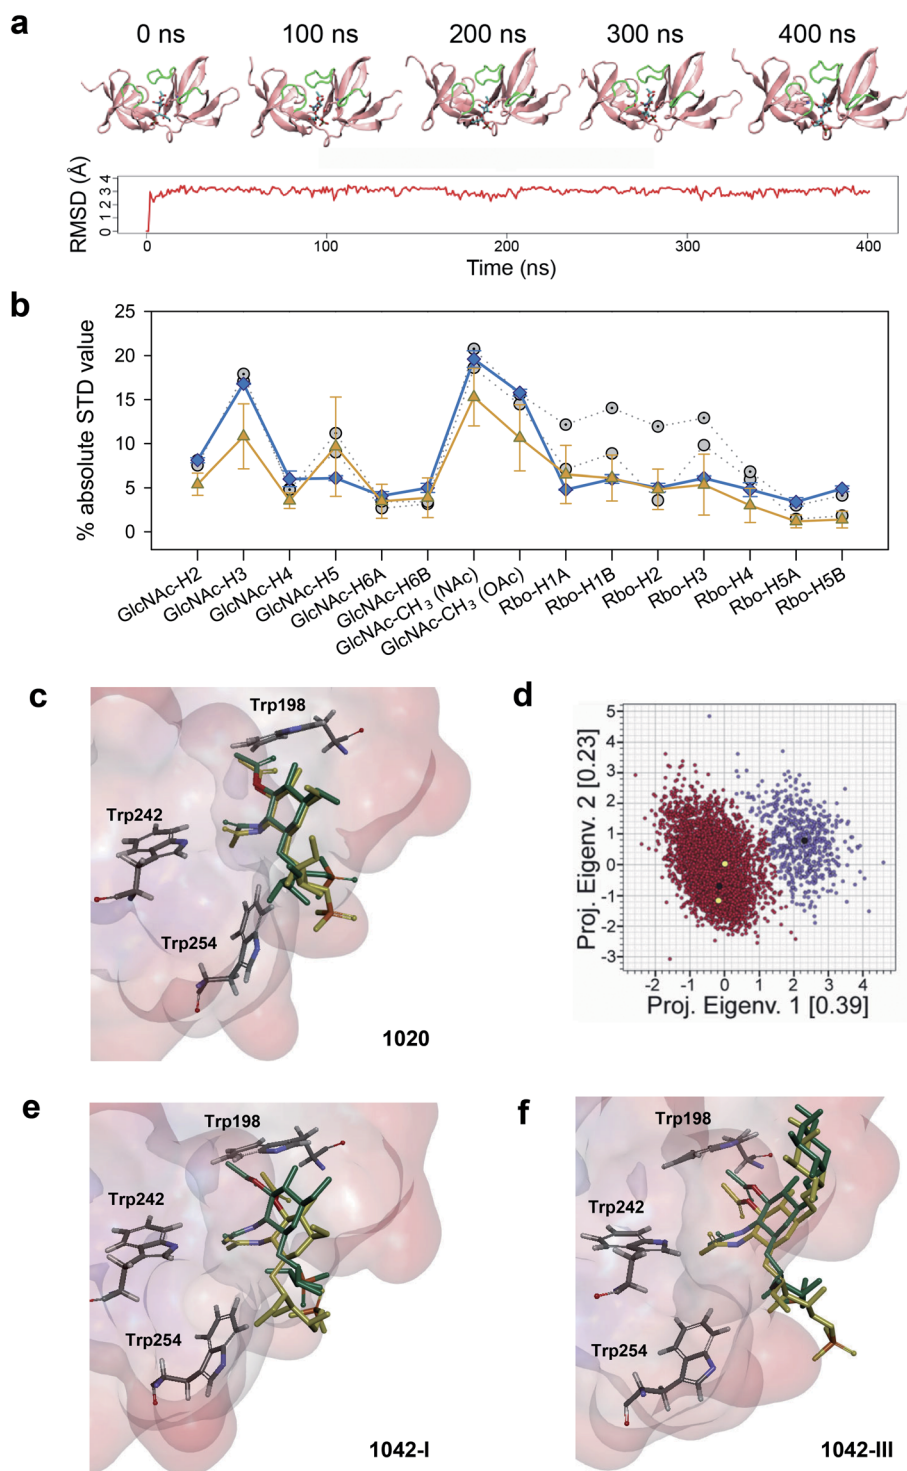 a
0 ns 100 ns 200 ns 300 ns 400 ns
RMSD (Å)
4
3
2
1
0
0 100 200 300 400
Time (ns)
b
% absolute STD value
25
20
15
10
5
0
GlcNAc-H2
GlcNAc-H3
GlcNAc-H4
GlcNAc-H5
GlcNAc-H6A
GlcNAc-H6B
GlcNAc-CH3 (NAc)
GlcNAc-CH3 (OAc)
Rbo-H1A
Rbo-H1B
Rbo-H2
Rbo-H3
Rbo-H4
Rbo-H5A
Rbo-H5B
c
Trp198
Trp242
Trp254
1020
d
Proj. Eigenv. 2 [0.23]
5
4
3
2
1
0
-1
-2
-3
-2 -1 0 1 2 3 4
Proj. Eigenv. 1 [0.39]
e
Trp198
Trp242
Trp254
1042-I
f
Trp198
Trp242
Trp254
1042-III